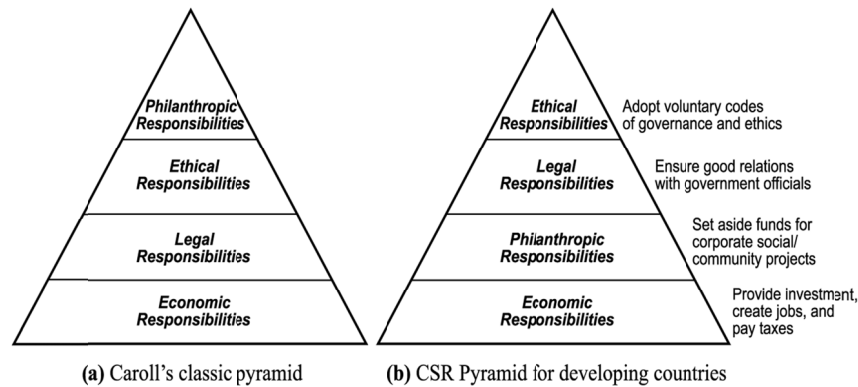 Philanthropic
Responsibilities
Ethical
Responsibilities
Legal
Responsibilities
Economic
Responsibilities
(a) Caroll's classic pyramid
Ethical
Responsibilities
Adopt voluntary codes
of governance and ethics
Legal
Responsibilities
Ensure good relations
with government officials
Philanthropic
Responsibilities
Set aside funds for
corporate social/
community projects
Economic
Responsibilities
Provide investment,
create jobs, and
pay taxes
(b) CSR Pyramid for developing countries